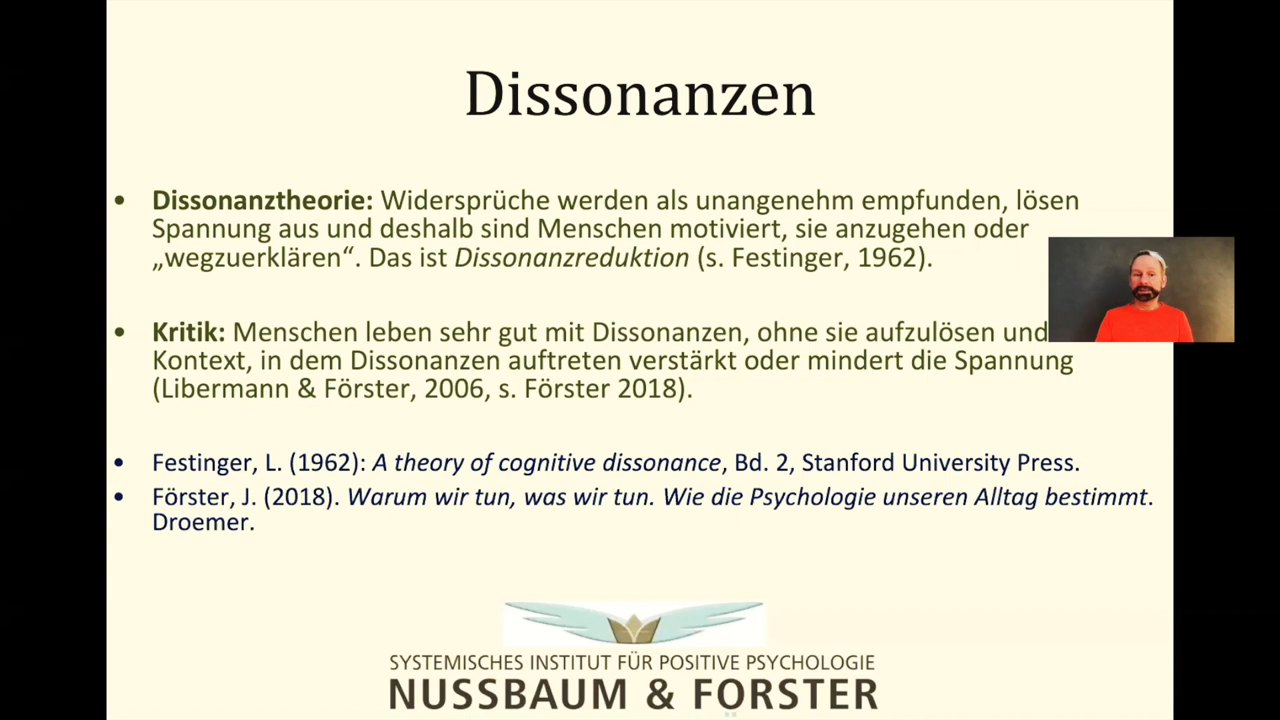 Dissonanzen
• Dissonanztheorie: Widersprüche werden als unangenehm empfunden, lösen
Spannung aus und deshalb sind Menschen motiviert, sie anzugehen oder
„wegzuerklären“. Das ist Dissonanzreduktion (s. Festinger, 1962).
• Kritik: Menschen leben sehr gut mit Dissonanzen, ohne sie aufzulösen und
Kontext, in dem Dissonanzen auftreten verstärkt oder mindert die Spannung
(Libermann & Förster, 2006, s. Förster 2018).
• Festinger, L. (1962): A theory of cognitive dissonance, Bd. 2, Stanford University Press.
• Förster, J. (2018). Warum wir tun, was wir tun. Wie die Psychologie unseren Alltag bestimmt.
Droemer.
SYSTEMISCHES INSTITUT FÜR POSITIVE PSYCHOLOGIE
NUSSBAUM & FORSTER